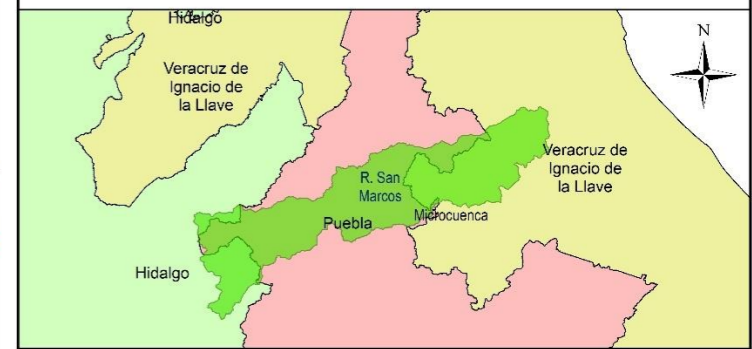 Hidalgo
N
Veracruz de
Ignacio de
la Llave
Veracruz de
Ignacio de
la Llave
R. San
Marcos
Microcuenca
Puebla
Hidalgo